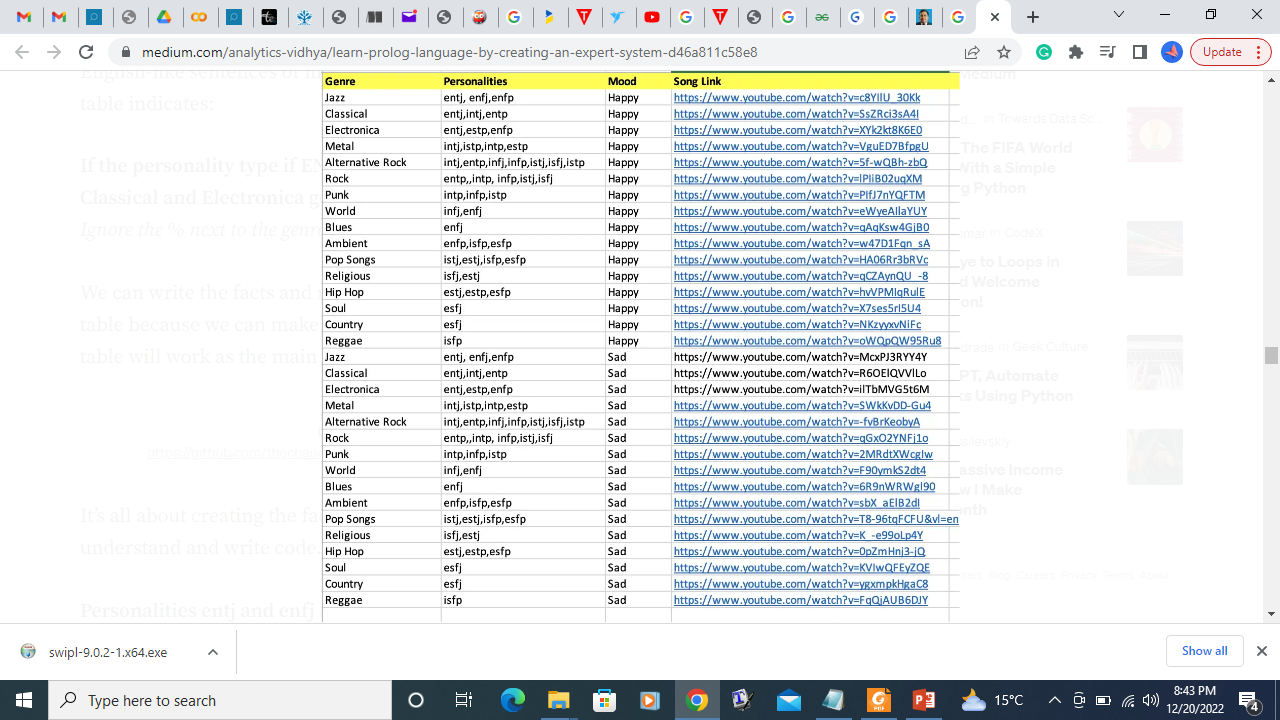 medium.com/analytics-vidhya/learn-prolog-language-by-creating-an-expert-system-d46a811c58e8
Update
English-like sentences or
table indicates:
If the personality type if EN
Classical and Electronica g
Ignore the % next to the genre
We can write the facts and
table because we can make
table will work as the main
It's all about creating the fa
understand and write code.
Personalities entj and enfj
Genre Personalities Mood Song Link
Jazz entj, enfj,enfp Happy https://www.youtube.com/watch?v=c8YIlU_30Kk
Classical entj,intj,entp Happy https://www.youtube.com/watch?v=SsZRci3sA4I
Electronica entj,estp,enfp Happy https://www.youtube.com/watch?v=XYk2kt8K6E0
Metal intj,istp,intp,estp Happy https://www.youtube.com/watch?v=VguED7BfpgU
Alternative Rock intj,entp,infj,infp,istj,isfj,istp Happy https://www.youtube.com/watch?v=5f-wQBh-zbQ
Rock entp,,intp, infp,istj,isfj Happy https://www.youtube.com/watch?v=lPIiB02uqXM
Punk intp,infp,istp Happy https://www.youtube.com/watch?v=PIfJ7nYQFTM
World infj,enfj Happy https://www.youtube.com/watch?v=eWyeAIlaYUY
Blues enfj Happy https://www.youtube.com/watch?v=qAqKsw4GjB0
Ambient enfp,isfp,esfp Happy https://www.youtube.com/watch?v=w47D1Fqn_sA
Pop Songs istj,estj,isfp,esfp Happy https://www.youtube.com/watch?v=HA06Rr3bRVc
Religious isfj,estj Happy https://www.youtube.com/watch?v=qCZAynQU_-8
Hip Hop estj,estp,esfp Happy https://www.youtube.com/watch?v=hvVPMIqRulE
Soul esfj Happy https://www.youtube.com/watch?v=X7ses5rI5U4
Country esfj Happy https://www.youtube.com/watch?v=NKzyyxvNiFc
Reggae isfp Happy https://www.youtube.com/watch?v=oWQpQW95Ru8
Jazz entj, enfj,enfp Sad https://www.youtube.com/watch?v=McxPJ3RYY4Y
Classical entj,intj,entp Sad https://www.youtube.com/watch?v=R6OElQVVlLo
Electronica entj,estp,enfp Sad https://www.youtube.com/watch?v=ilTbMVG5t6M
Metal intj,istp,intp,estp Sad https://www.youtube.com/watch?v=SWkKvDD-Gu4
Alternative Rock intj,entp,infj,infp,istj,isfj,istp Sad https://www.youtube.com/watch?v=-fvBrKeobyA
Rock entp,,intp, infp,istj,isfj Sad https://www.youtube.com/watch?v=qGxO2YNFj1o
Punk intp,infp,istp Sad https://www.youtube.com/watch?v=2MRdtXWcgIw
World infj,enfj Sad https://www.youtube.com/watch?v=F90ymkS2dt4
Blues enfj Sad https://www.youtube.com/watch?v=6R9nWRWgl90
Ambient enfp,isfp,esfp Sad https://www.youtube.com/watch?v=sbX_aElB2dI
Pop Songs istj,estj,isfp,esfp Sad https://www.youtube.com/watch?v=T8-96tqFCFU&vl=en
Religious isfj,estj Sad https://www.youtube.com/watch?v=K_-e99oLp4Y
Hip Hop estj,estp,esfp Sad https://www.youtube.com/watch?v=0pZmHnj3-jQ
Soul esfj Sad https://www.youtube.com/watch?v=KVIwQFEyZQE
Country esfj Sad https://www.youtube.com/watch?v=ygxmpkHgaC8
Reggae isfp Sad https://www.youtube.com/watch?v=FqQjAUB6DJY
in Towards Data Sc
The FIFA World
With a Simple
Python
in CodeX
to Loops in
Welcome
in Geek Culture
PT, Automate
Using Python
Income
I Make
swipl-9.0.2-1.x64.exe
Show all
Type here to search
15°C
8:43 PM
12/20/2022
4